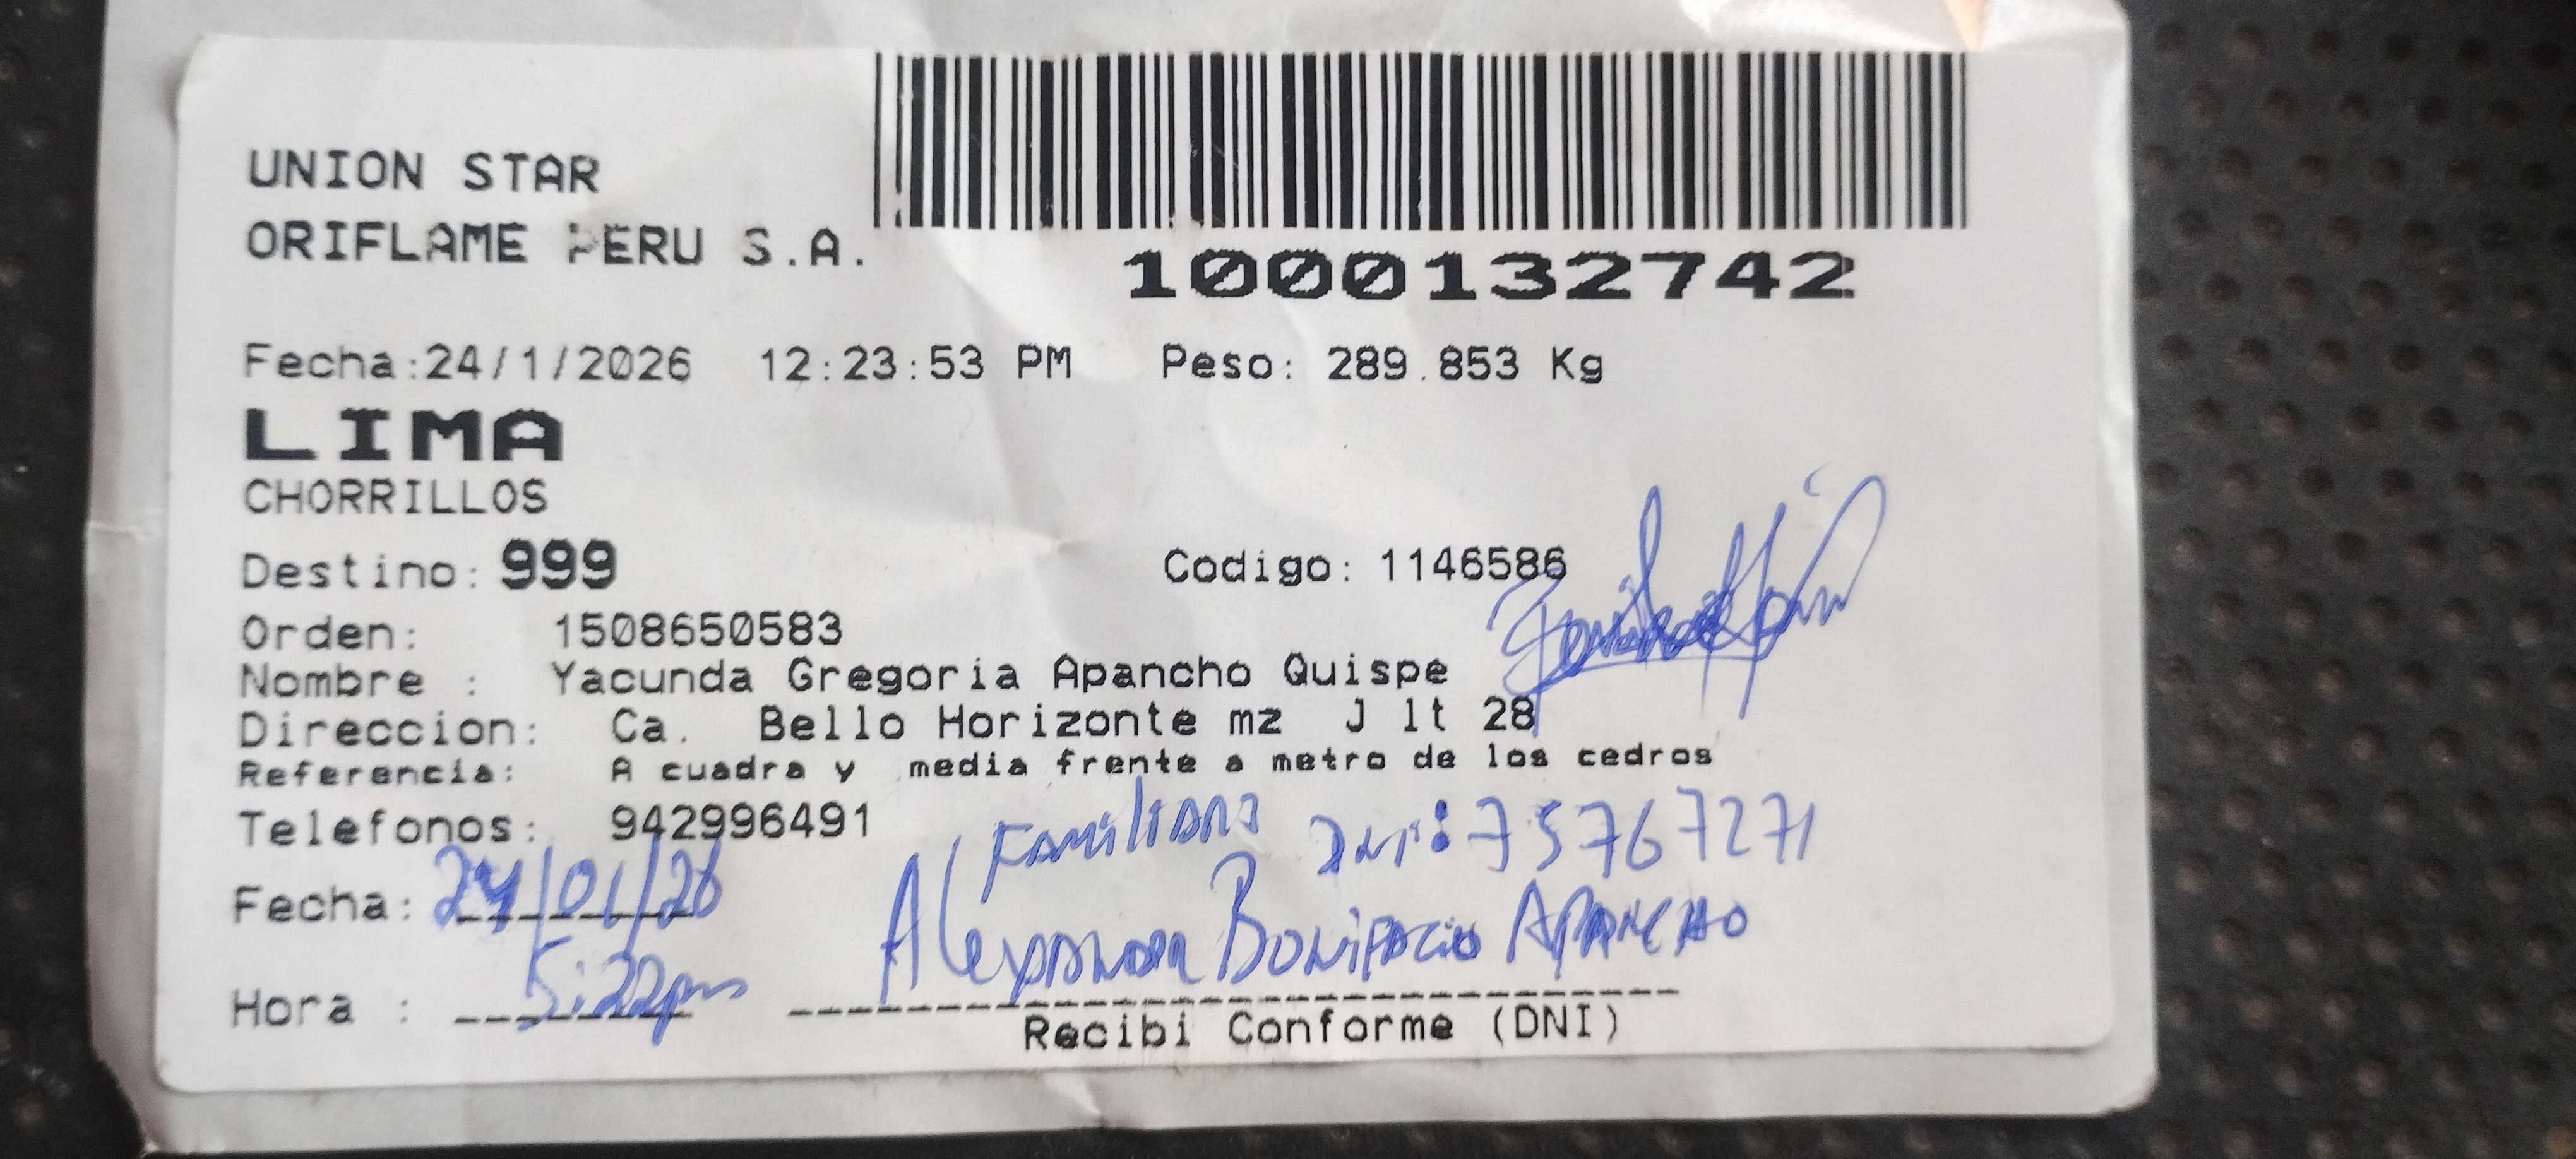 UNION STAR
ORIFLAME PERU S.A.
1000132742
Fecha:24/1/2026 12:23:53 PM Peso: 289.853 Kg
LIMA
CHORRILLOS
Destino: 999 Codigo: 1146586
Orden: 1508650583
Nombre : Yacunda Gregoria Apancho Quispe
Direccion: Ca. Bello Horizonte mz J lt 28
Referencia: A cuadra y media frente a metro de los cedros
Telefonos: 942996491
DNI: 75767271
Fecha: 24/01/26
BONIFACIO APANCHO
Hora : 5:22pm
Recibi Conforme (DNI)